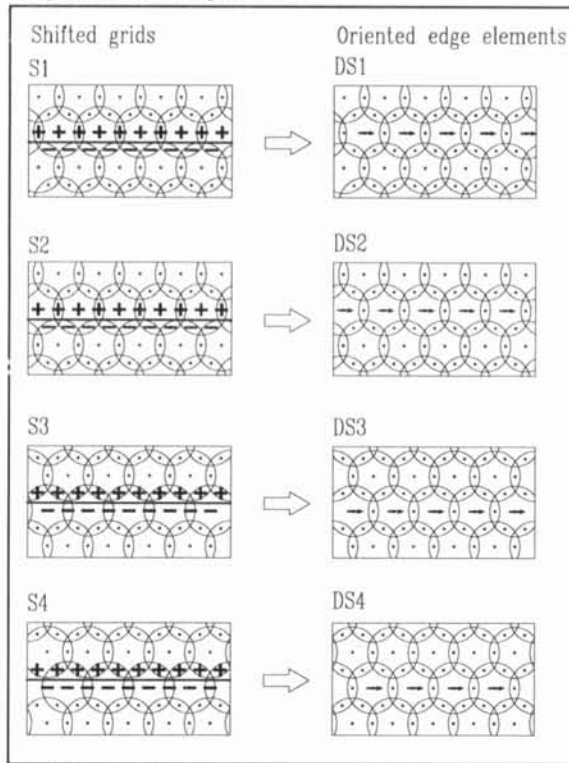 Shifted grids Oriented edge elements
S1 DS1
S2 DS2
S3 DS3
S4 DS4